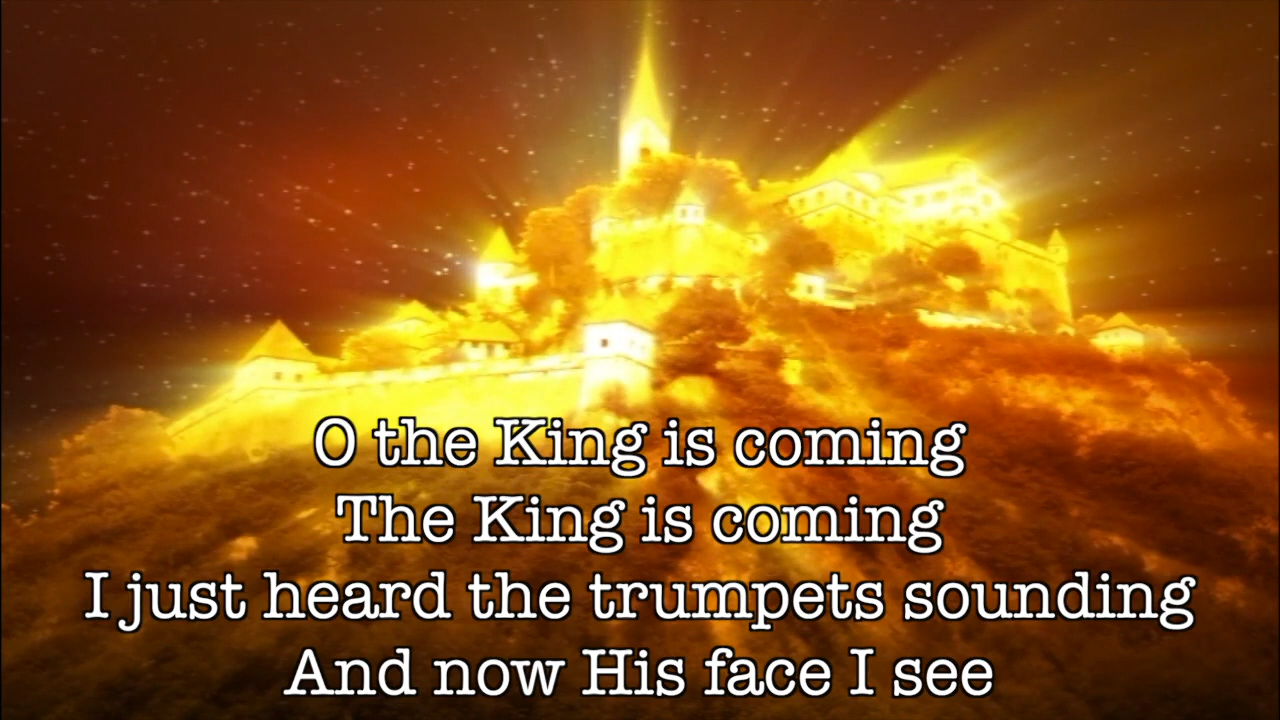 O the King is coming
The King is coming
I just heard the trumpets sounding
And now His face I see